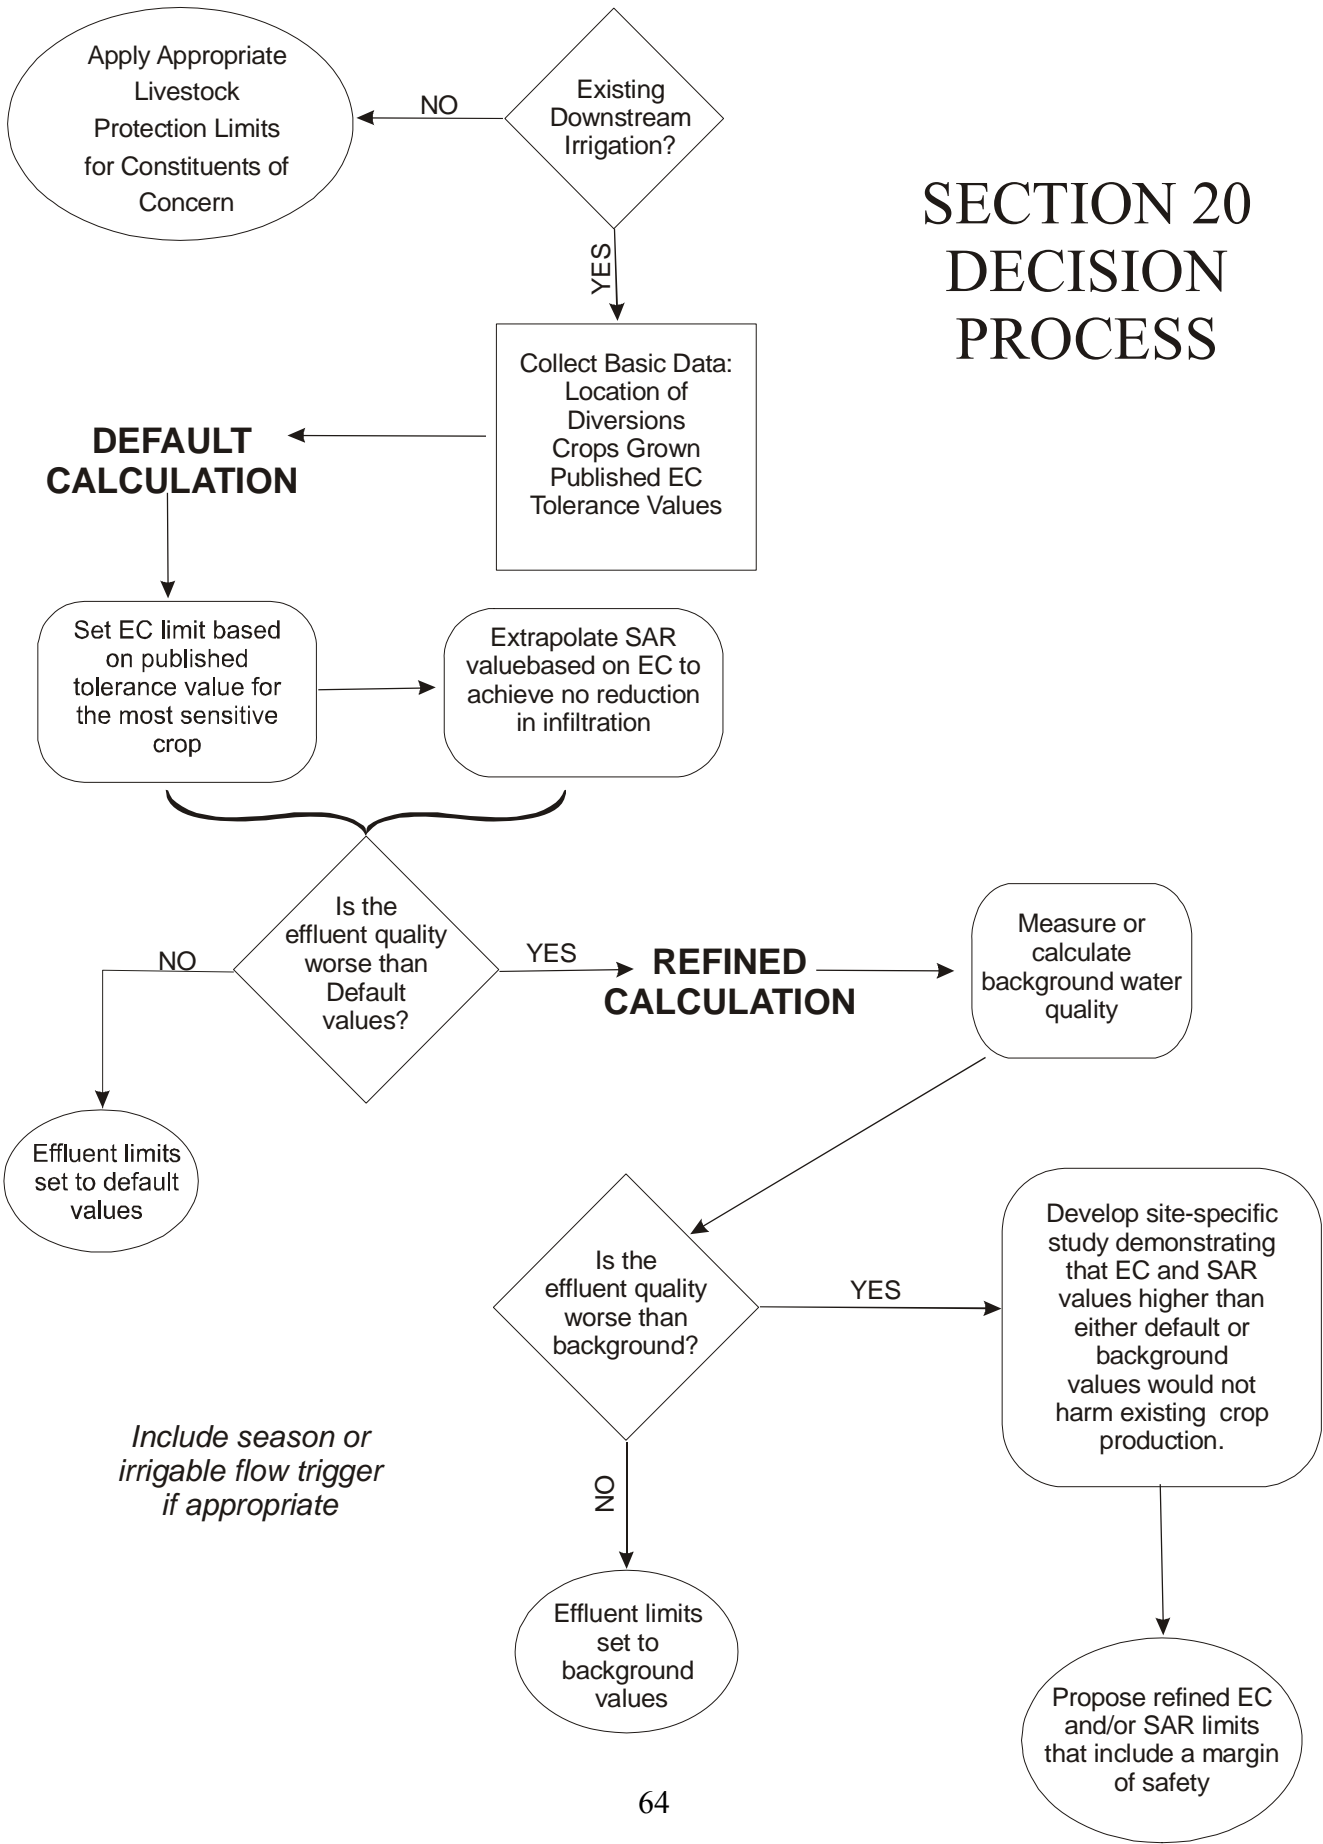 Apply Appropriate
Livestock
Protection Limits
for Constituents of
Concern
NO
Existing
Downstream
Irrigation?
SECTION 20
DECISION
PROCESS
YES
Collect Basic Data:
Location of
Diversions
Crops Grown
Published EC
Tolerance Values
DEFAULT
CALCULATION
Set EC limit based
on published
tolerance value for
the most sensitive
crop
Extrapolate SAR
valuebased on EC to
achieve no reduction
in infiltration
Is the
effluent quality
worse than
Default
values?
NO
YES
REFINED
CALCULATION
Measure or
calculate
background water
quality
Effluent limits
set to default
values
Is the
effluent quality
worse than
background?
YES
Develop site-specific
study demonstrating
that EC and SAR
values higher than
either default or
background
values would not
harm existing crop
production.
Include season or
irrigable flow trigger
if appropriate
NO
Effluent limits
set to
background
values
Propose refined EC
and/or SAR limits
that include a margin
of safety
64